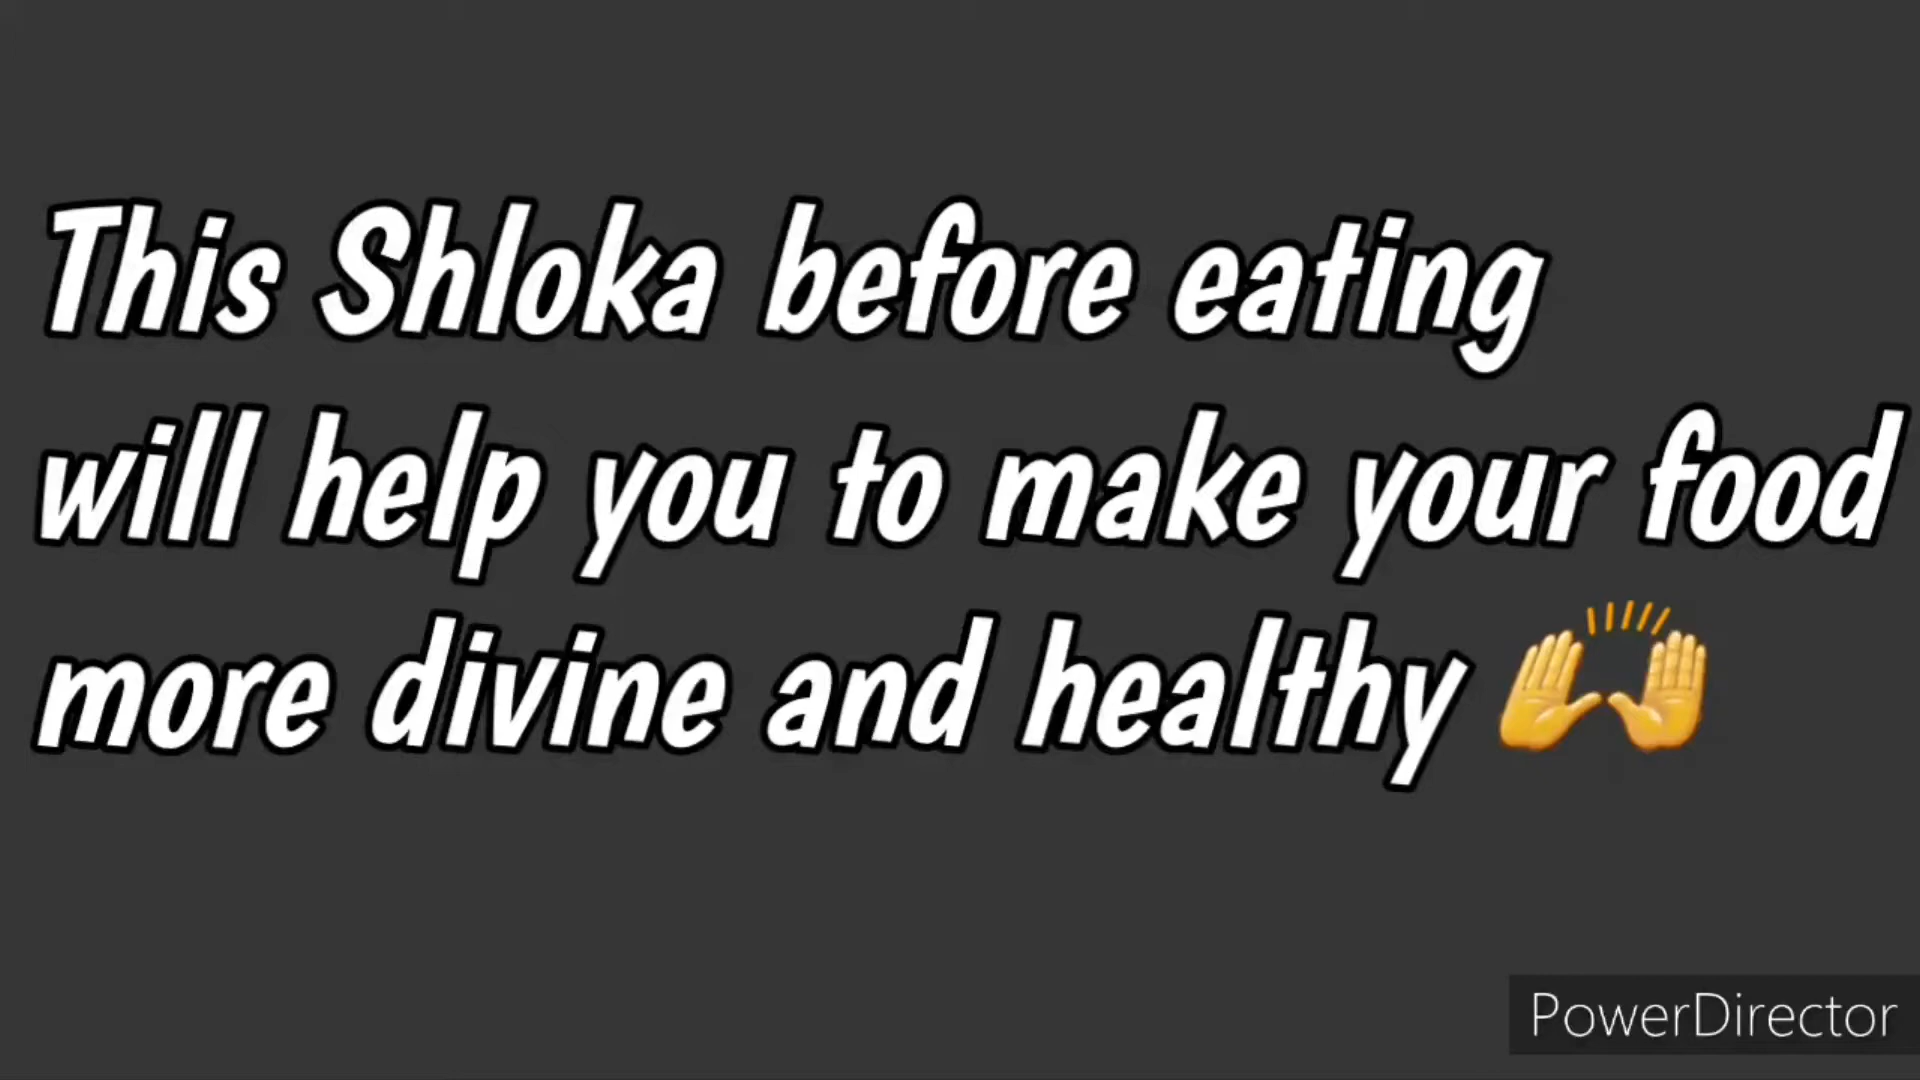 This Shloka before eating
will help you to make your food
more divine and healthy 🙌
PowerDirector